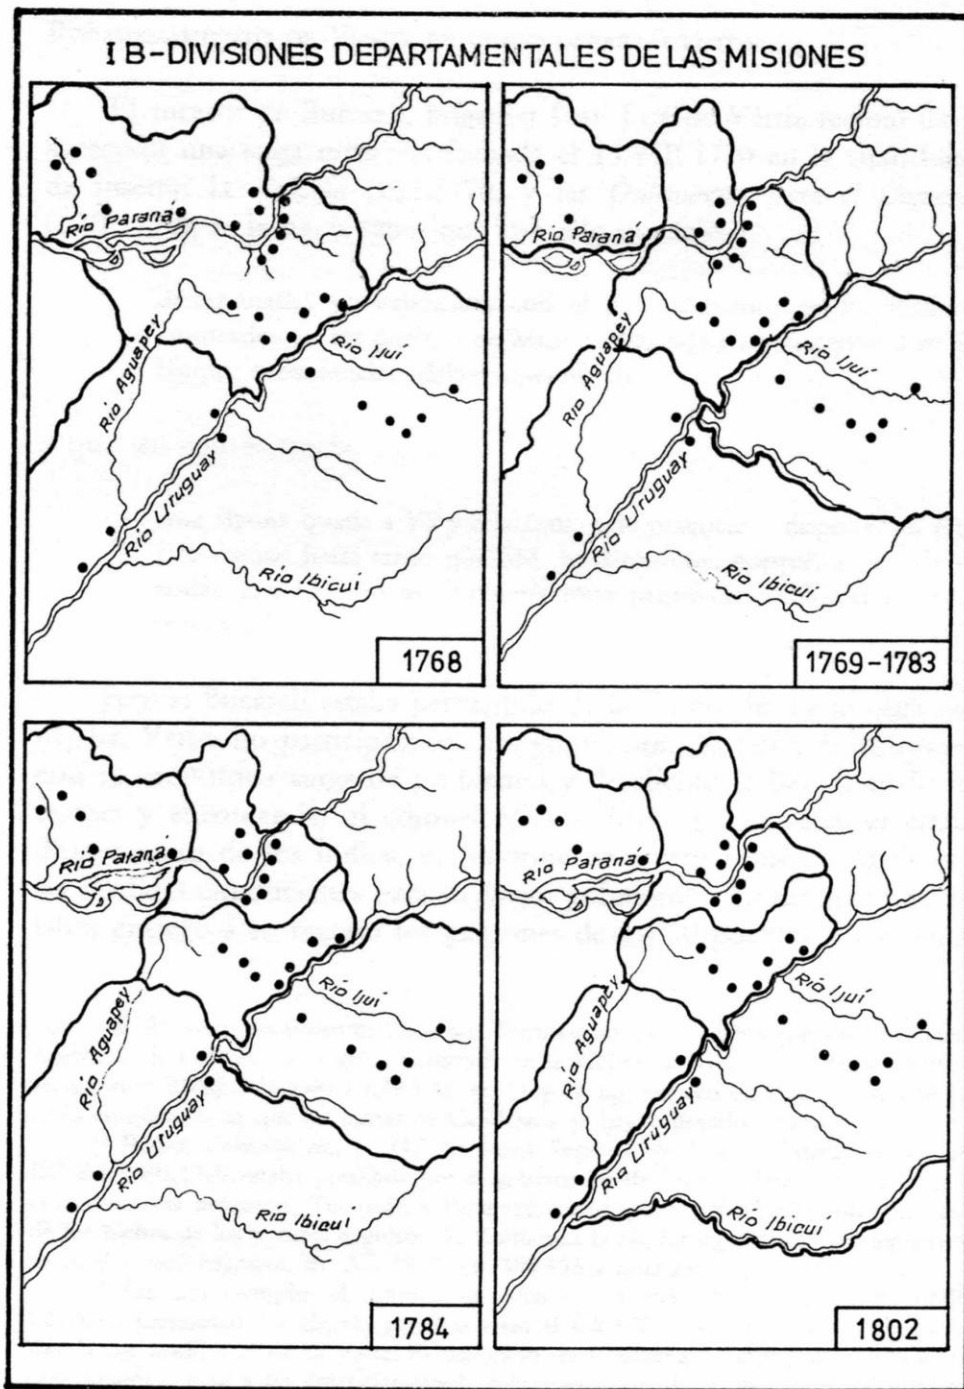 I B-DIVISIONES DEPARTAMENTALES DE LAS MISIONES
Río Paraná
Río Aguapey
Río Ijuí
Río Uruguay
Río Ibicuí
1768
Río Paraná
Río Aguapey
Río Ijuí
Río Uruguay
Río Ibicuí
1769-1783
Río Paraná
Río Aguapey
Río Ijuí
Río Uruguay
Río Ibicuí
1784
Río Paraná
Río Aguapey
Río Ijuí
Río Uruguay
Río Ibicuí
1802